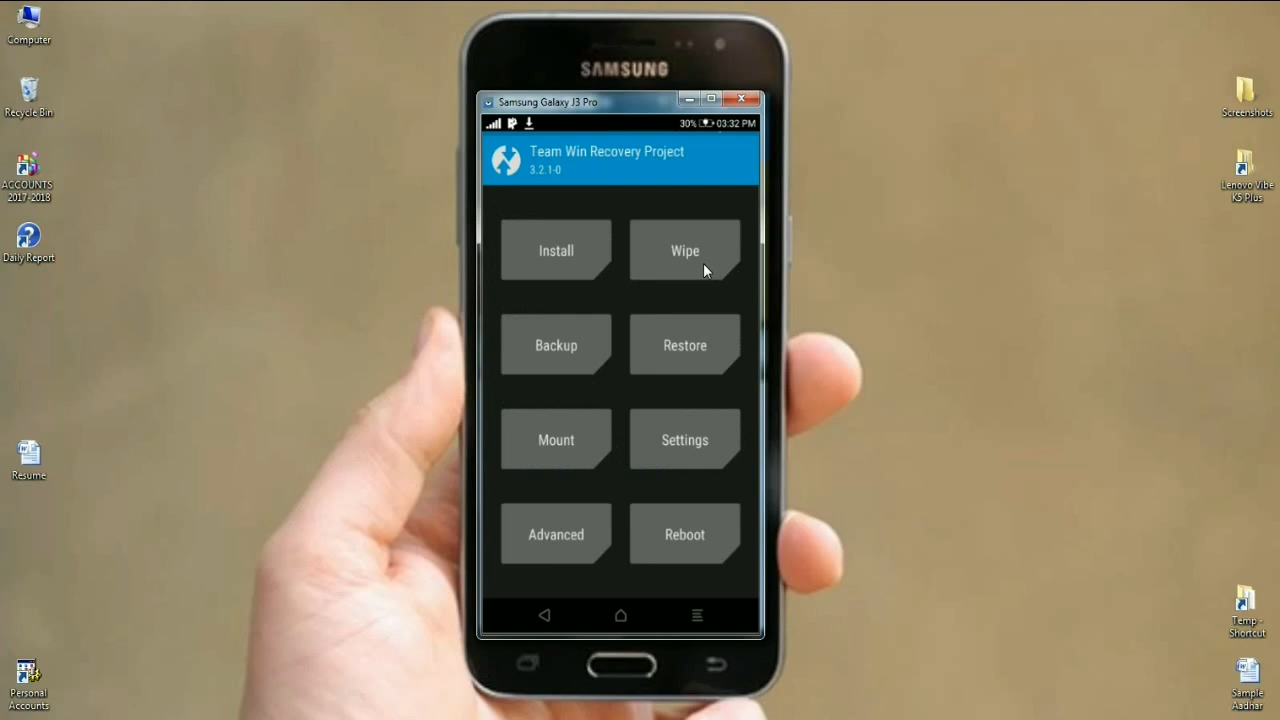 Computer
Recycle Bin
ACCOUNTS
2017-2018
Daily Report
Resume
Personal
Accounts
SAMSUNG
Samsung Galaxy J3 Pro
30% 03:32 PM
Team Win Recovery Project
3.2.1-0
Install
Wipe
Backup
Restore
Mount
Settings
Advanced
Reboot
Screenshots
Lenovo Vibe
K5 Plus
Temp -
Shortcut
Sample
Aadhar